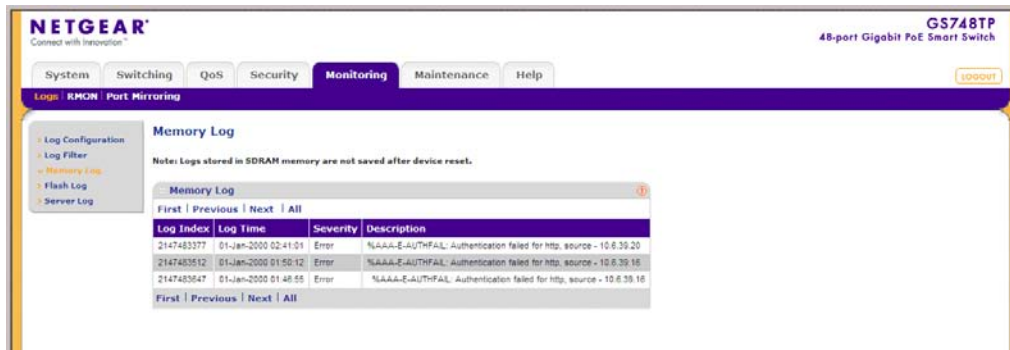 NETGEAR®
Connect with Innovation™
GS748TP
48-port Gigabit PoE Smart Switch
System Switching QoS Security Monitoring Maintenance Help
LOGOUT
Logs | RMON | Port Mirroring
Log Configuration
Log Filter
Memory Log
Flash Log
Server Log
Memory Log
Note: Logs stored in SDRAM memory are not saved after device reset.
Memory Log
First | Previous | Next | All
Log Index Log Time Severity Description
2147483377 01-Jan-2000 02:41:01 Error %AAA-E-AUTHFAIL: Authentication failed for http, source - 10.6.39.20
2147483512 01-Jan-2000 01:50:12 Error %AAA-E-AUTHFAIL: Authentication failed for http, source - 10.6.39.16
2147483647 01-Jan-2000 01:46:55 Error %AAA-E-AUTHFAIL: Authentication failed for http, source - 10.6.39.16
First | Previous | Next | All